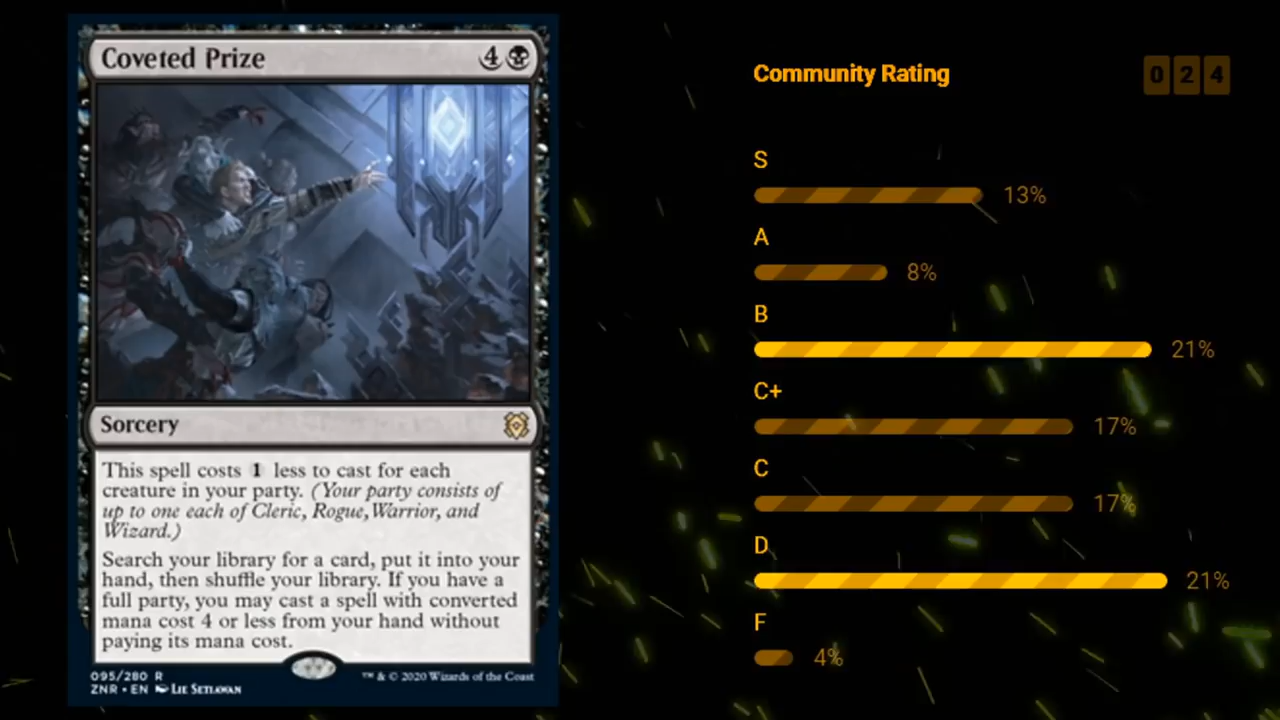 Coveted Prize 4
Sorcery
This spell costs 1 less to cast for each
creature in your party. (Your party consists of
up to one each of Cleric, Rogue, Warrior, and
Wizard.)
Search your library for a card, put it into your
hand, then shuffle your library. If you have a
full party, you may cast a spell with converted
mana cost 4 or less from your hand without
paying its mana cost.
095/280 R
ZNR • EN Lie Setiawan
™ & © 2020 Wizards of the Coast
Community Rating
0 2 4
S
13%
A
8%
B
21%
C+
17%
C
17%
D
21%
F
4%